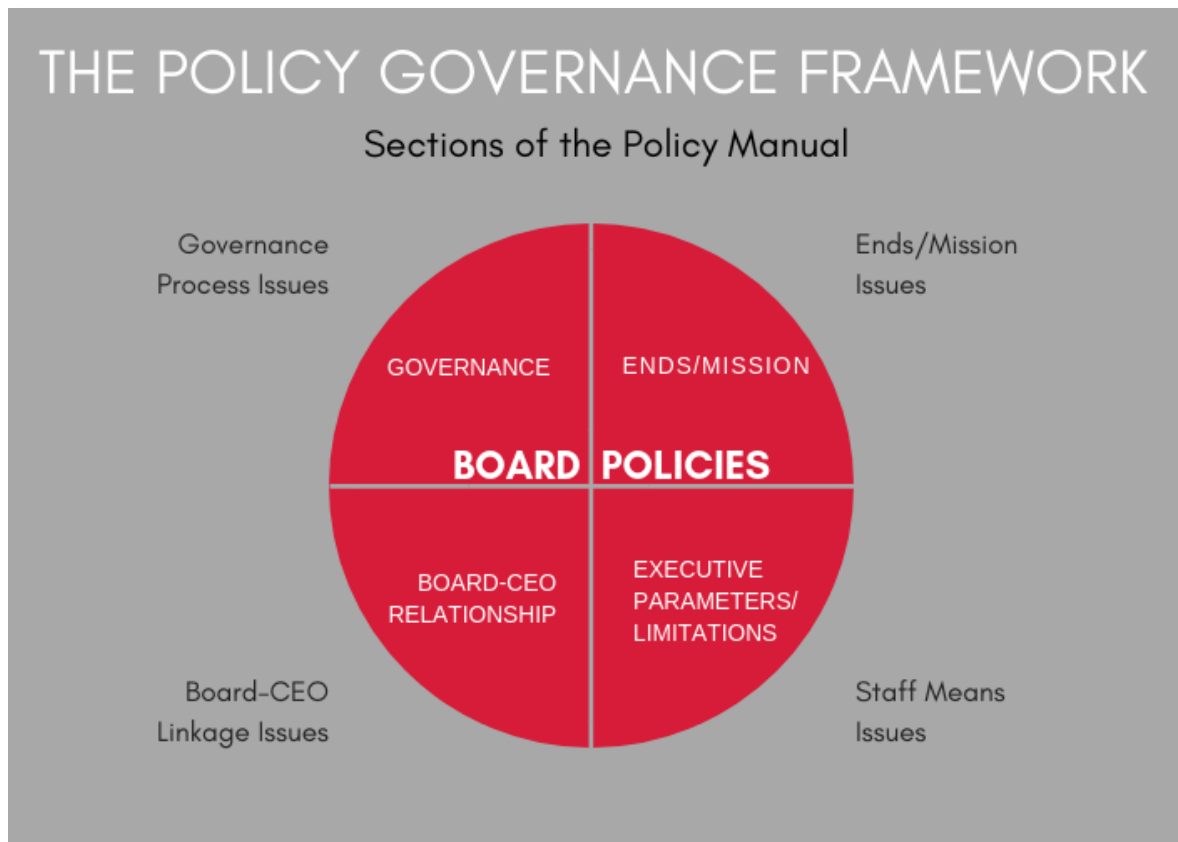 THE POLICY GOVERNANCE FRAMEWORK
Sections of the Policy Manual
Governance
Process Issues
Ends/Mission
Issues
GOVERNANCE
ENDS/MISSION
BOARD POLICIES
BOARD-CEO
RELATIONSHIP
EXECUTIVE
PARAMETERS/
LIMITATIONS
Board-CEO
Linkage Issues
Staff Means
Issues